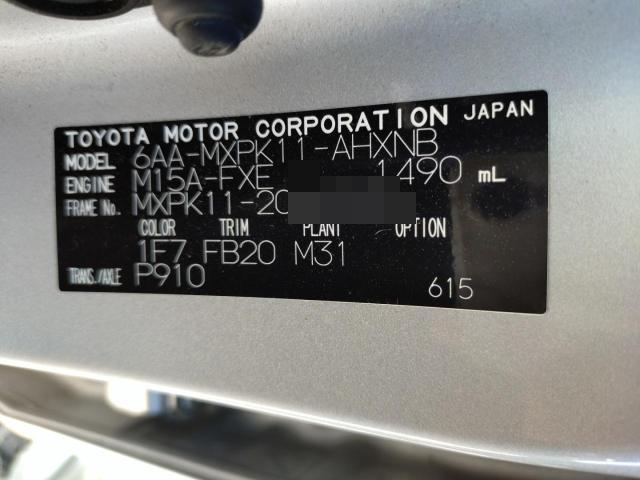 TOYOTA MOTOR CORPORATION JAPAN
MODEL 6AA-MXPK11-AHXNB
ENGINE M15A-FXE 1490 mL
FRAME No. MXPK11-20
COLOR TRIM PLANT OPTION
1F7 FB20 M31
TRANS./AXLE P910
615